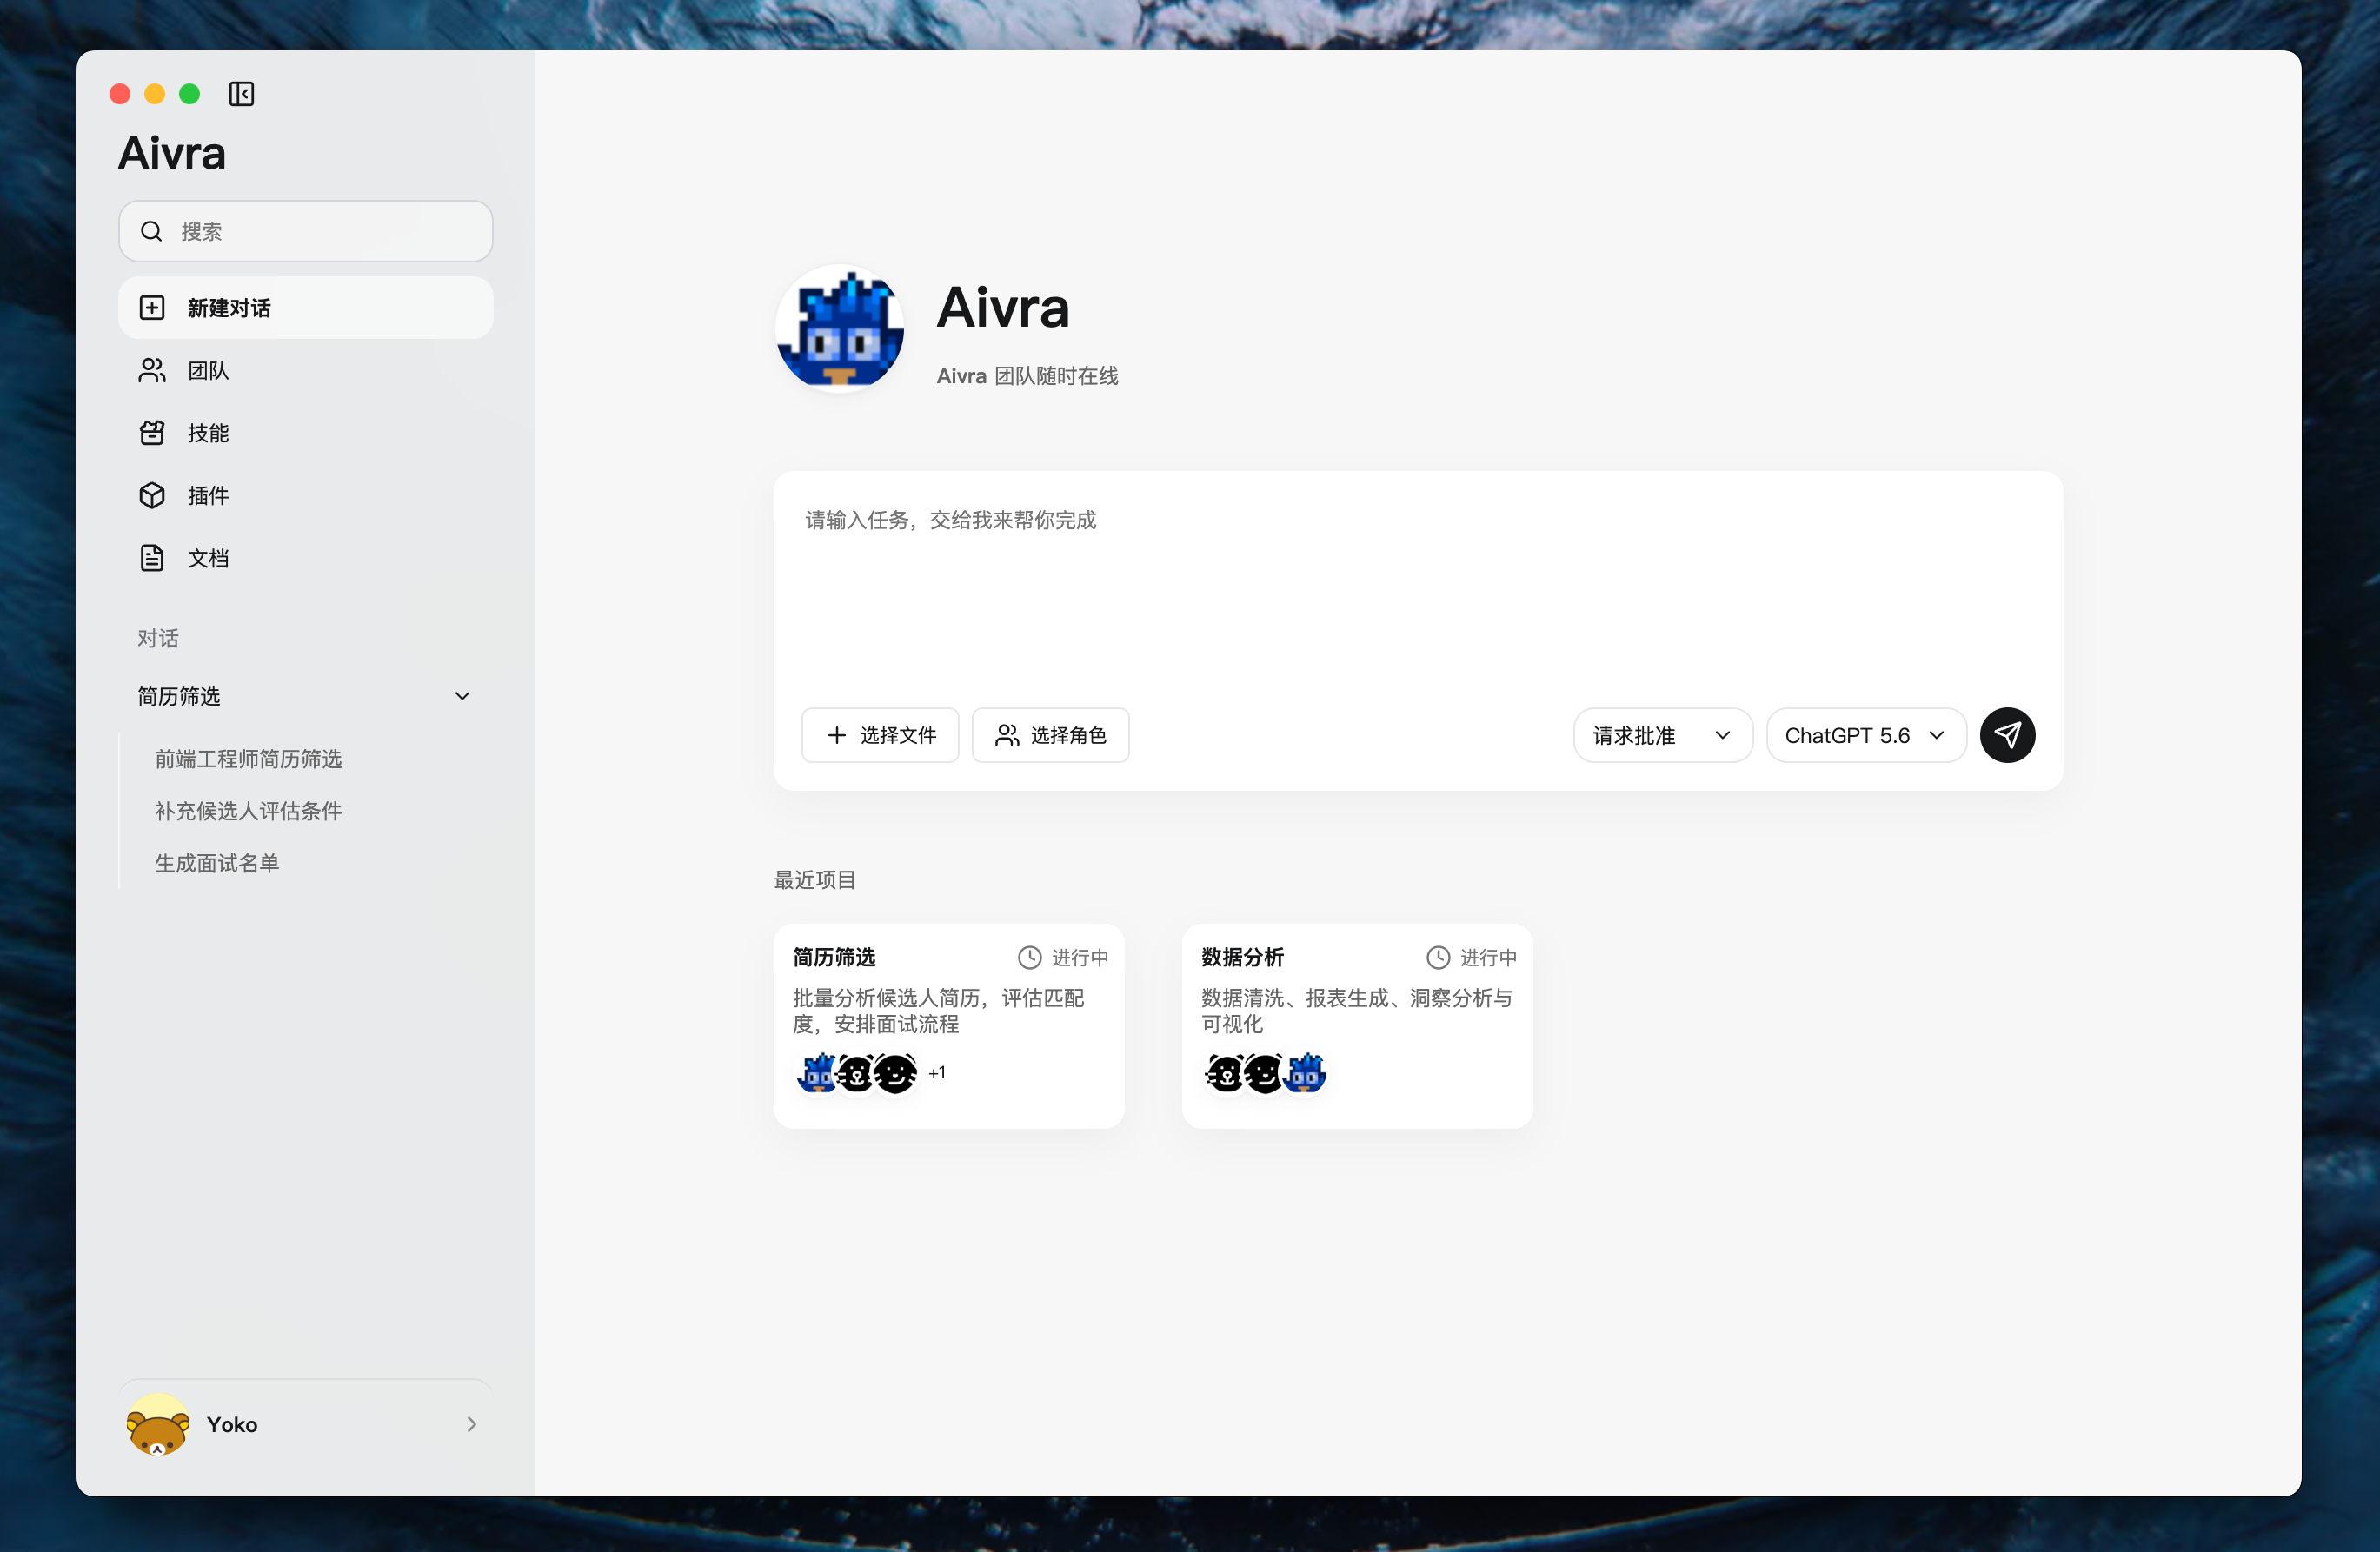 Aivra
搜索
新建对话
团队
技能
插件
文档
对话
简历筛选
前端工程师简历筛选
补充候选人评估条件
生成面试名单
Yoko
Aivra
Aivra 团队随时在线
请输入任务，交给我来帮你完成
选择文件
选择角色
请求批准
ChatGPT 5.6
最近项目
简历筛选
进行中
批量分析候选人简历，评估匹配
度，安排面试流程
+1
数据分析
进行中
数据清洗、报表生成、洞察分析与
可视化